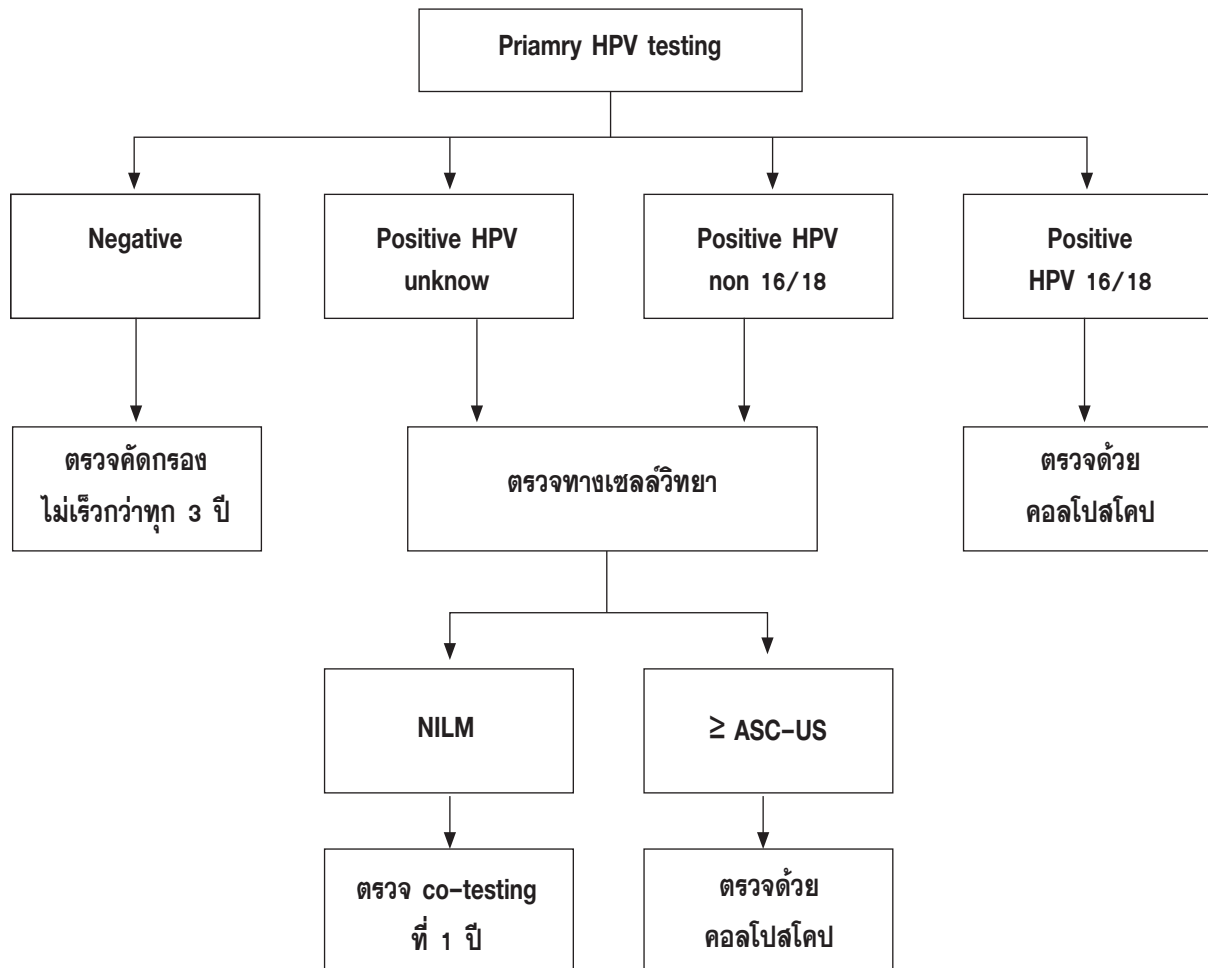 Priamry HPV testing
Negative
Positive HPV
unknow
Positive HPV
non 16/18
Positive
HPV 16/18
ตรวจคัดกรอง
ไม่เร็วกว่าทุก 3 ปี
ตรวจทางเซลล์วิทยา
ตรวจด้วย
คอลโปสโคป
NILM
≥ ASC-US
ตรวจ co-testing
ที่ 1 ปี
ตรวจด้วย
คอลโปสโคป